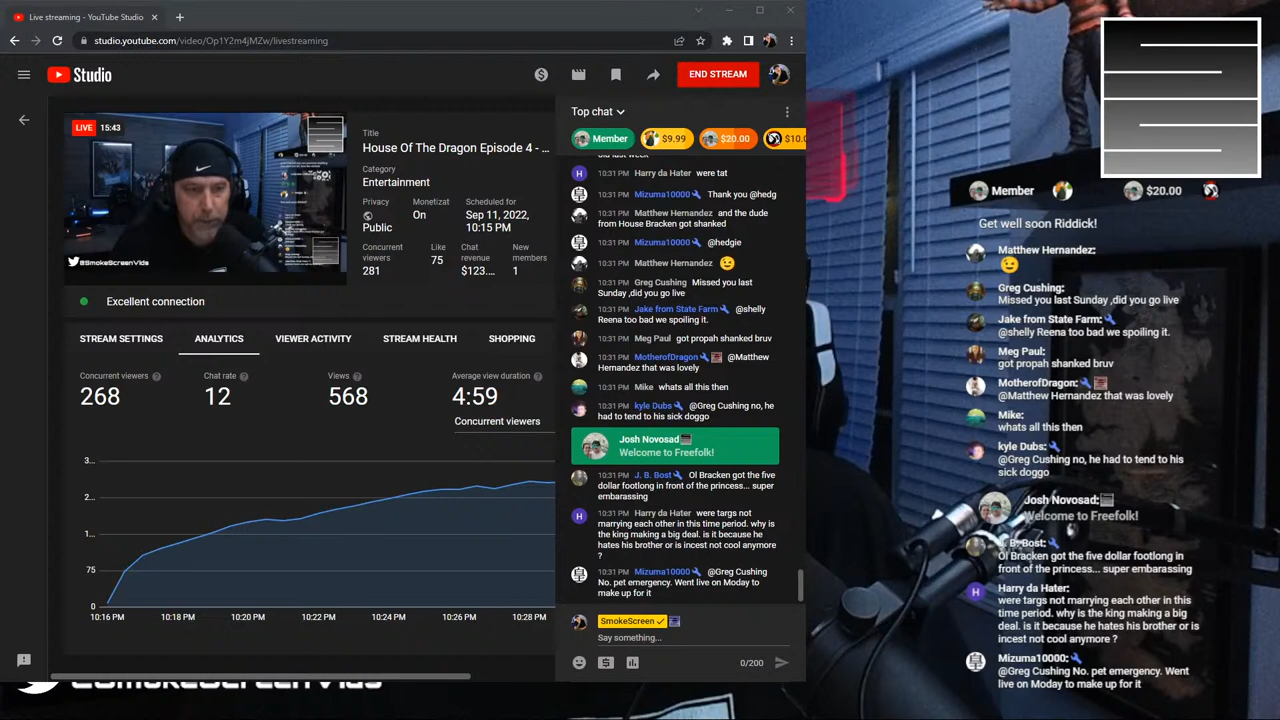 Live streaming - YouTube Studio
studio.youtube.com/video/Op1Y2m4jMZw/livestreaming
Studio
END STREAM
LIVE 15:43
@SmokeScreenVids
Title
House Of The Dragon Episode 4 - ...
Category
Entertainment
Privacy
Public
Monetizat
On
Scheduled for
Sep 11, 2022,
10:15 PM
Concurrent
viewers
281
Like
75
Chat
revenue
$123....
New
members
1
Excellent connection
STREAM SETTINGS
ANALYTICS
VIEWER ACTIVITY
STREAM HEALTH
SHOPPING
Concurrent viewers
268
Chat rate
12
Views
568
Average view duration
4:59
Concurrent viewers
3...
2...
1...
75
0
10:16 PM
10:18 PM
10:20 PM
10:22 PM
10:24 PM
10:26 PM
10:28 PM
Top chat
Member
$9.99
$20.00
$10.0
old last week
10:31 PM Harry da Hater were tat
10:31 PM Mizuma10000 Thank you @hedg
10:31 PM Matthew Hernandez and the dude
from House Bracken got shanked
10:31 PM Mizuma10000 @hedgie
10:31 PM Matthew Hernandez 😉
10:31 PM Greg Cushing Missed you last
Sunday ,did you go live
10:31 PM Jake from State Farm @shelly
Reena too bad we spoiling it.
10:31 PM Meg Paul got propah shanked bruv
10:31 PM MotherofDragon @Matthew
Hernandez that was lovely
10:31 PM Mike whats all this then
10:31 PM kyle Dubs @Greg Cushing no, he
had to tend to his sick doggo
Josh Novosad
Welcome to Freefolk!
10:31 PM J. B. Bost Ol Bracken got the five
dollar footlong in front of the princess... super
embarassing
10:31 PM Harry da Hater were targs not
marrying each other in this time period. why is
the king making a big deal. is it because he
hates his brother or is incest not cool anymore
?
10:31 PM Mizuma10000 @Greg Cushing
No. pet emergency. Went live on Moday to
make up for it
SmokeScreen
Say something...
0/200
Member
$20.00
Get well soon Riddick!
Matthew Hernandez:
😉
Greg Cushing:
Missed you last Sunday ,did you go live
Jake from State Farm:
@shelly Reena too bad we spoiling it.
Meg Paul:
got propah shanked bruv
MotherofDragon:
@Matthew Hernandez that was lovely
Mike:
whats all this then
kyle Dubs:
@Greg Cushing no, he had to tend to his
sick doggo
Josh Novosad:
Welcome to Freefolk!
J. B. Bost:
Ol Bracken got the five dollar footlong in
front of the princess... super embarassing
Harry da Hater:
were targs not marrying each other in this
time period. why is the king making a big
deal. is it because he hates his brother or is
incest not cool anymore ?
Mizuma10000:
@Greg Cushing No. pet emergency. Went
live on Moday to make up for it
@SmokeScreenVids